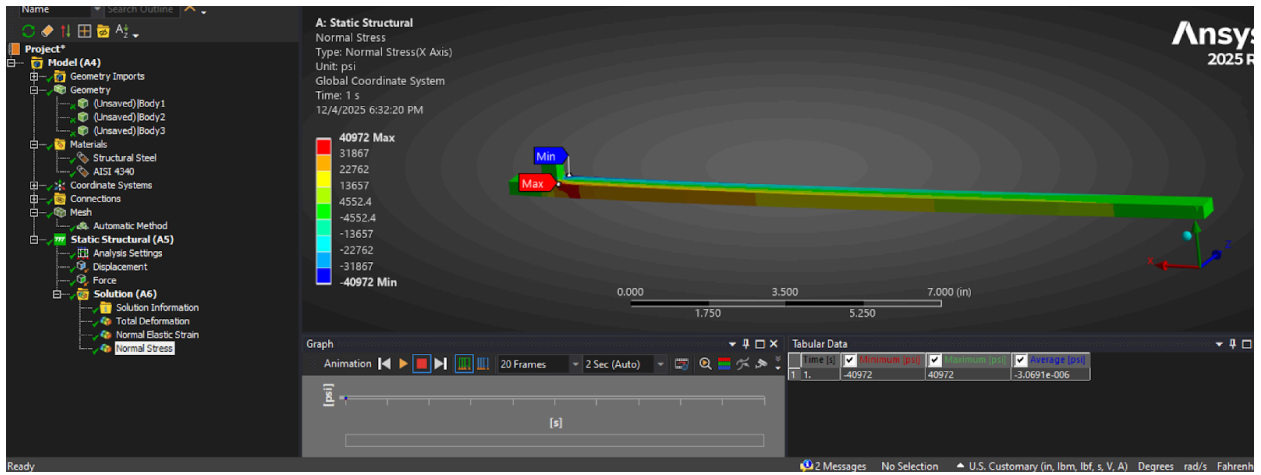 Name
Search Outline
Project*
Model (A4)
Geometry Imports
Geometry
(Unsaved)|Body1
(Unsaved)|Body2
(Unsaved)|Body3
Materials
Structural Steel
AISI 4340
Coordinate Systems
Connections
Mesh
Automatic Method
Static Structural (A5)
Analysis Settings
Displacement
Force
Solution (A6)
Solution Information
Total Deformation
Normal Elastic Strain
Normal Stress
A: Static Structural
Normal Stress
Type: Normal Stress(X Axis)
Unit: psi
Global Coordinate System
Time: 1 s
12/4/2025 6:32:20 PM
40972 Max
31867
22762
13657
4552.4
-4552.4
-13657
-22762
-31867
-40972 Min
Ansys
2025 R
Min
Max
X
Z
0.000 3.500 7.000 (in)
1.750 5.250
Graph
Animation 20 Frames 2 Sec (Auto)
[psi]
[s]
Tabular Data
Time [s] Minimum [psi] Maximum [psi] Average [psi]
1 1. -40972 40972 -3.0691e-006
Ready 2 Messages No Selection U.S. Customary (in, lbm, lbf, s, V, A) Degrees rad/s Fahrenh